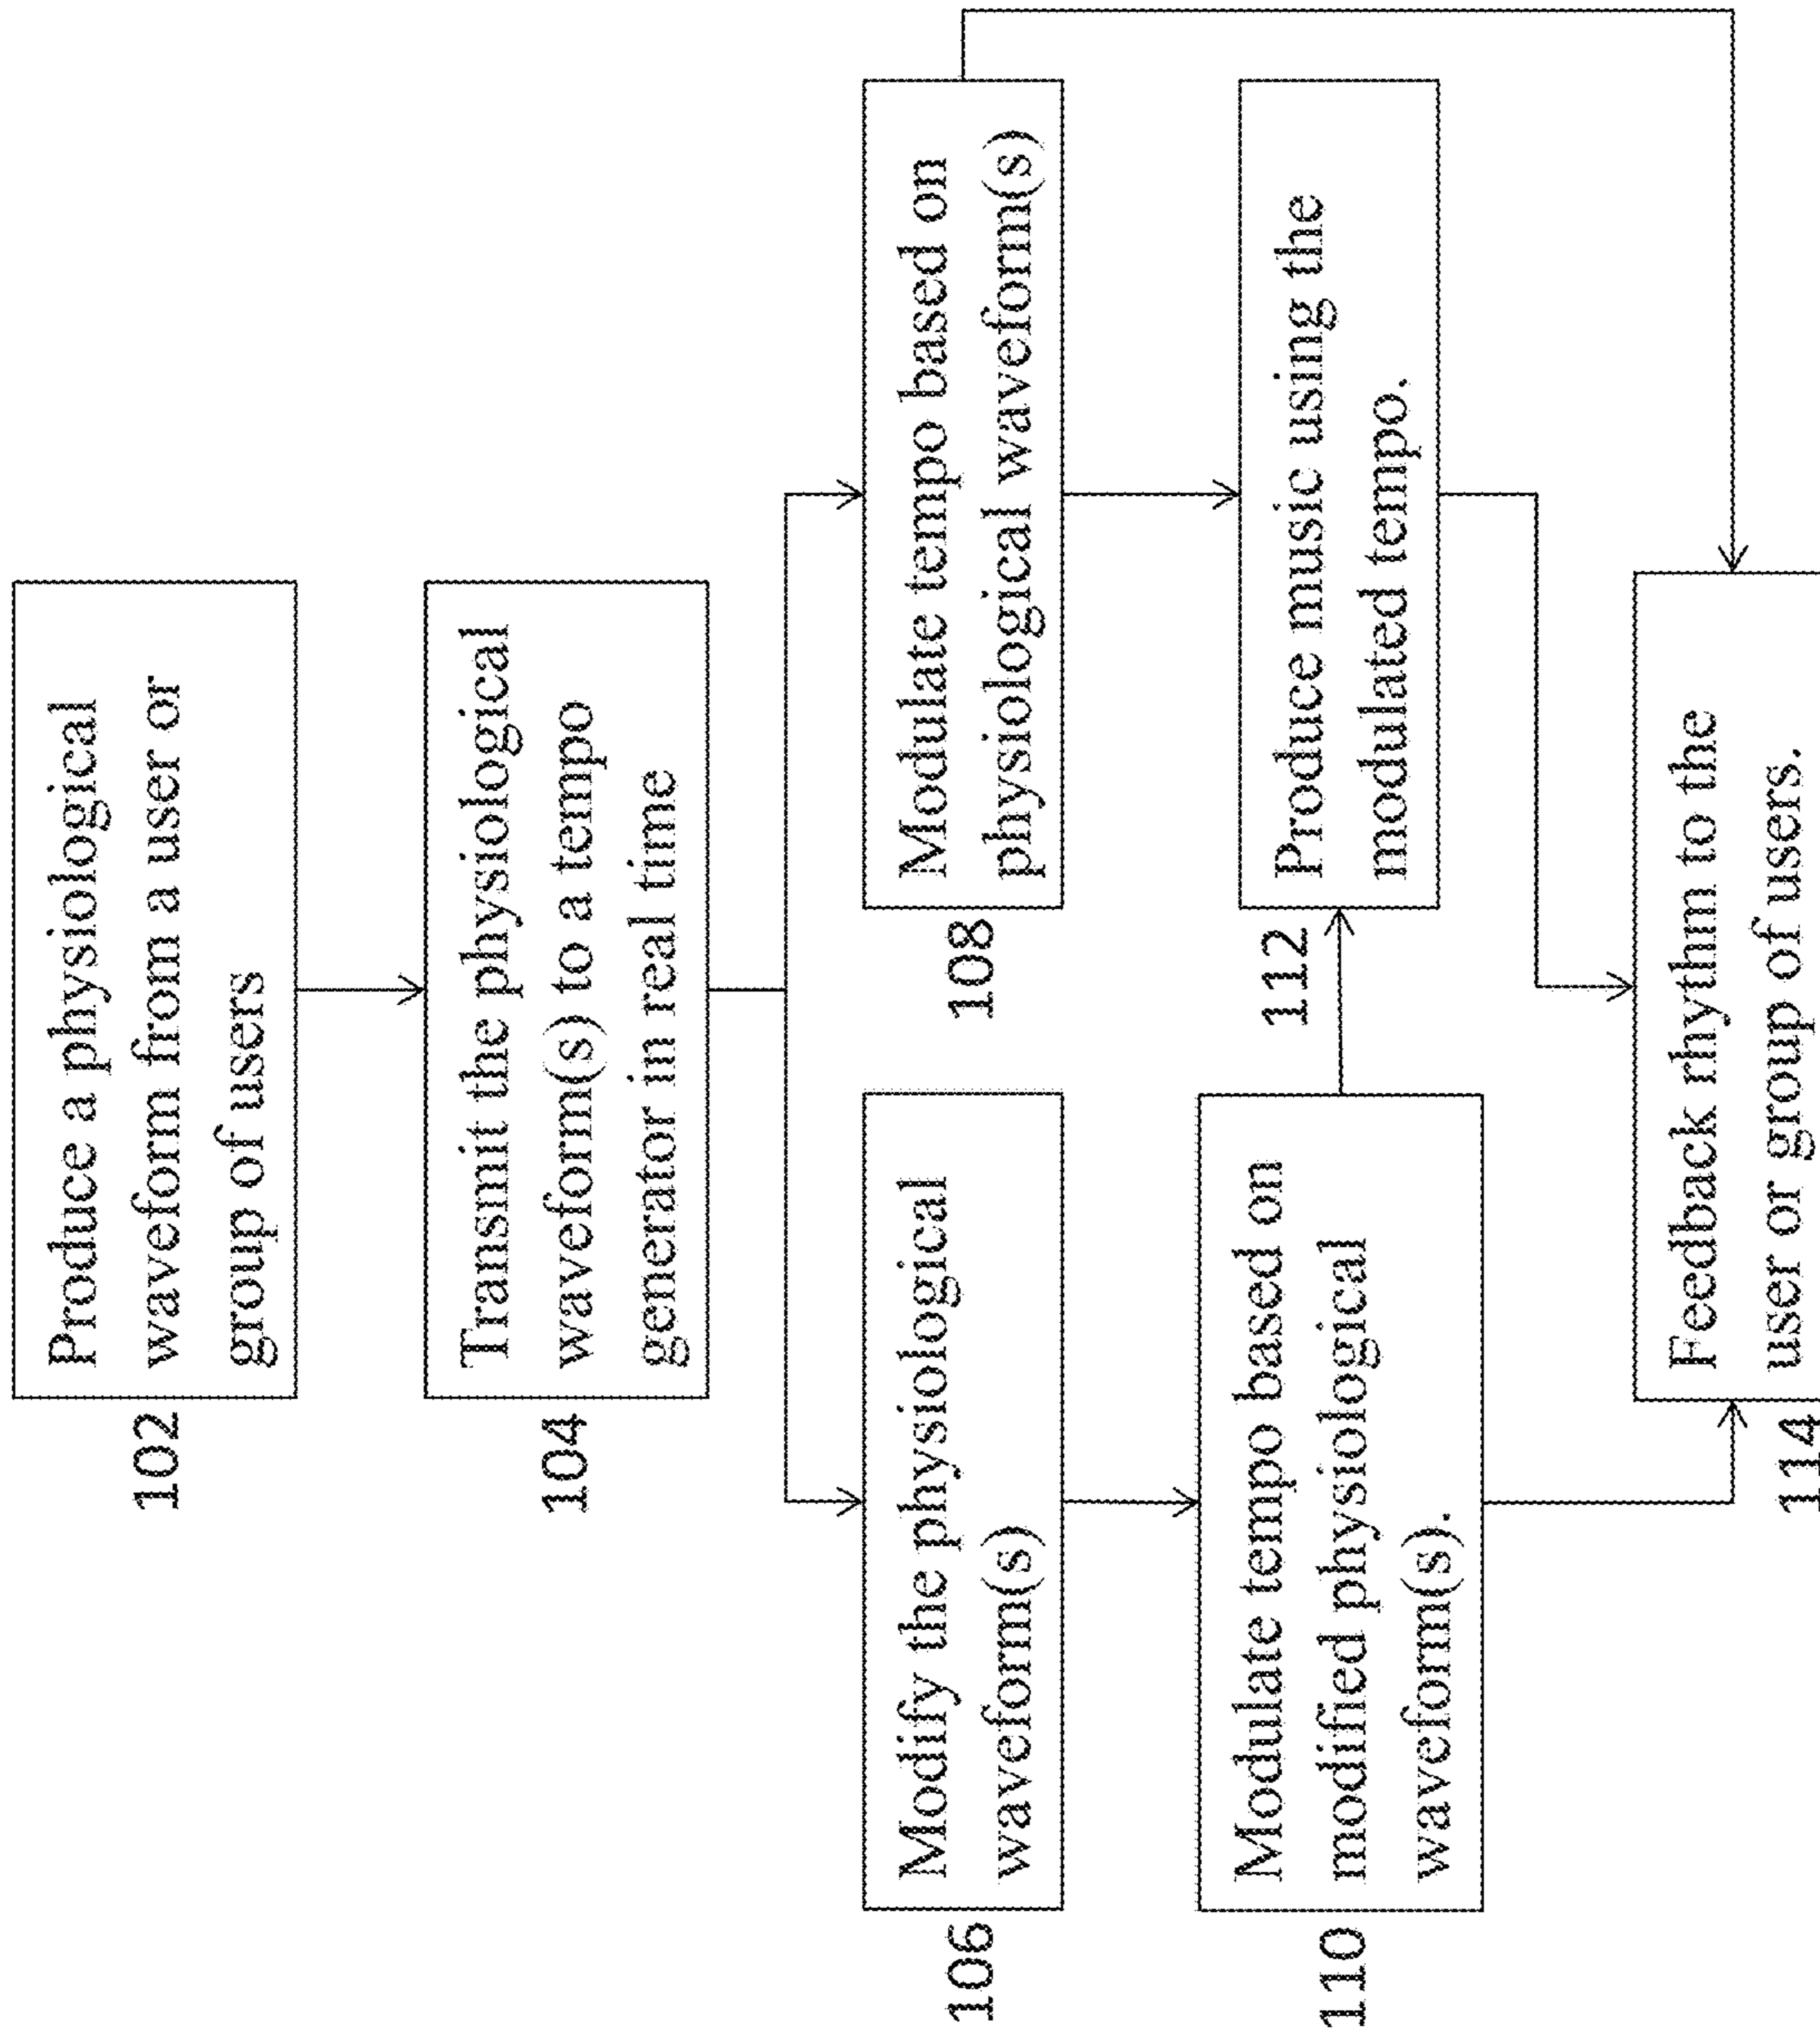 102
Produce a physiological
waveform from a user or
group of users
104
Transmit the physiological
waveform(s) to a tempo
generator in real time
106
Modify the physiological
waveform(s)
108
Modulate tempo based on
physiological waveform(s)
110
Modulate tempo based on
modified physiological
waveform(s).
112
Produce music using the
modulated tempo.
114
Feedback rhythm to the
user or group of users.